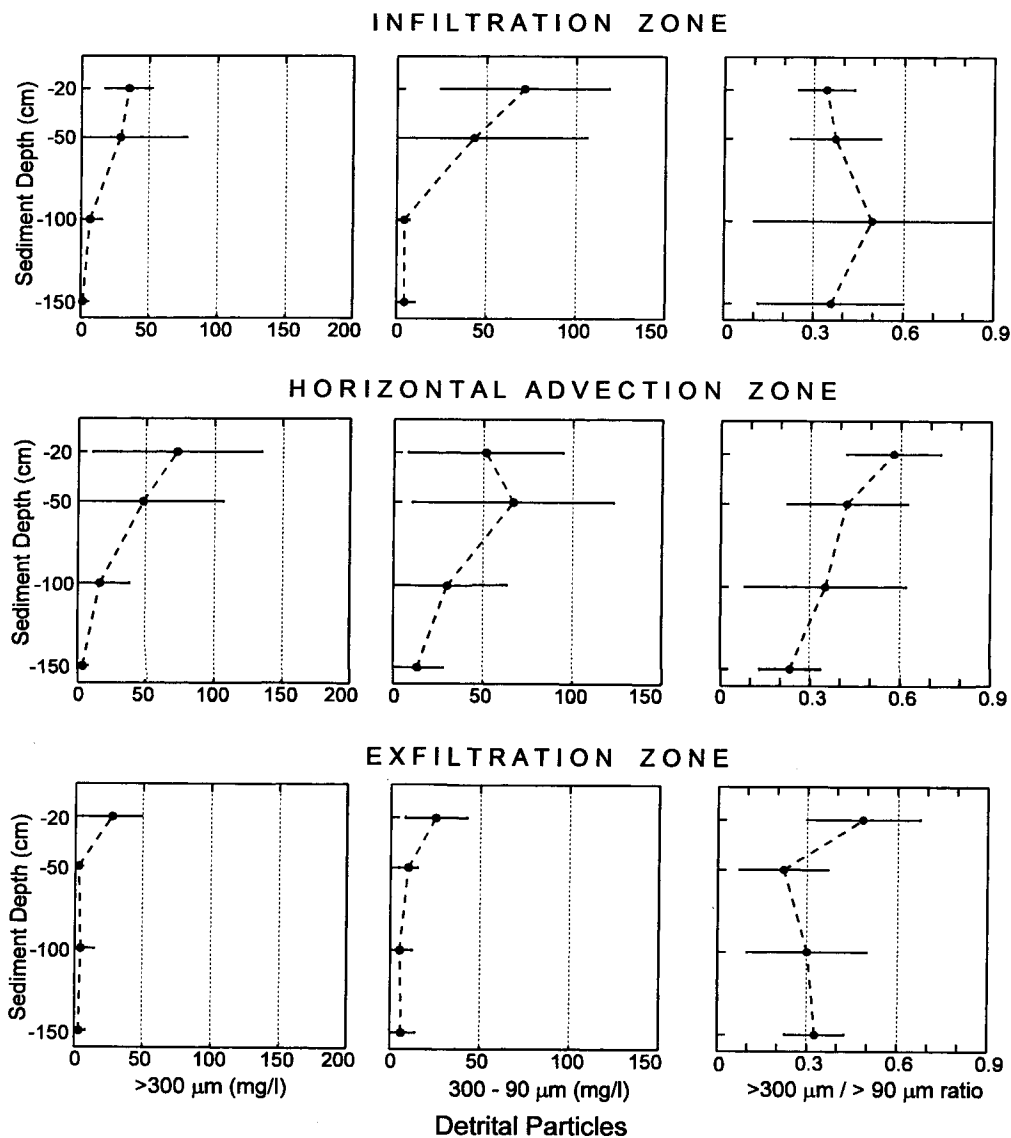 INFILTRATION ZONE
Sediment Depth (cm)
-20
-50
-100
-150
0 50 100 150 200
0 50 100 150
0 0.3 0.6 0.9
HORIZONTAL ADVECTION ZONE
Sediment Depth (cm)
-20
-50
-100
-150
0 50 100 150 200
0 50 100 150
0 0.3 0.6 0.9
EXFILTRATION ZONE
Sediment Depth (cm)
-20
-50
-100
-150
0 50 100 150 200
0 50 100 150
0 0.3 0.6 0.9
>300 µm (mg/l)
300 - 90 µm (mg/l)
>300 µm / > 90 µm ratio
Detrital Particles